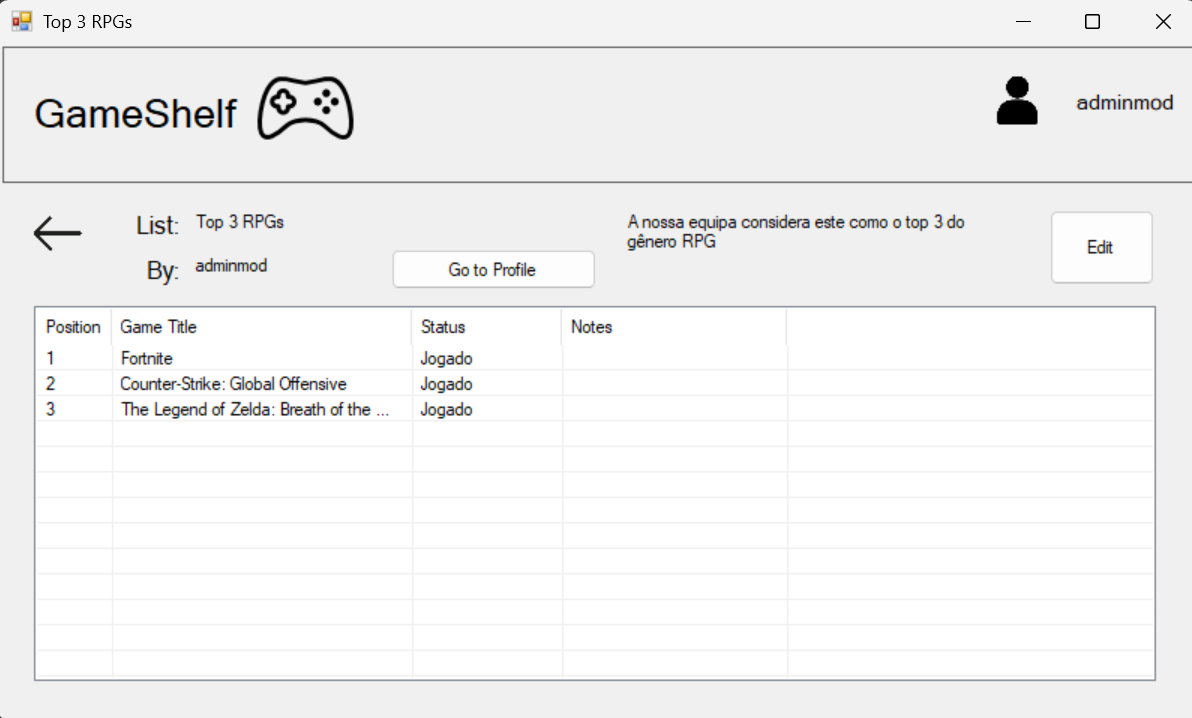 Top 3 RPGs
GameShelf
adminmod
List: Top 3 RPGs
By: adminmod
Go to Profile
A nossa equipa considera este como o top 3 do
gênero RPG
Edit
Position Game Title Status Notes
1 Fortnite Jogado
2 Counter-Strike: Global Offensive Jogado
3 The Legend of Zelda: Breath of the ... Jogado